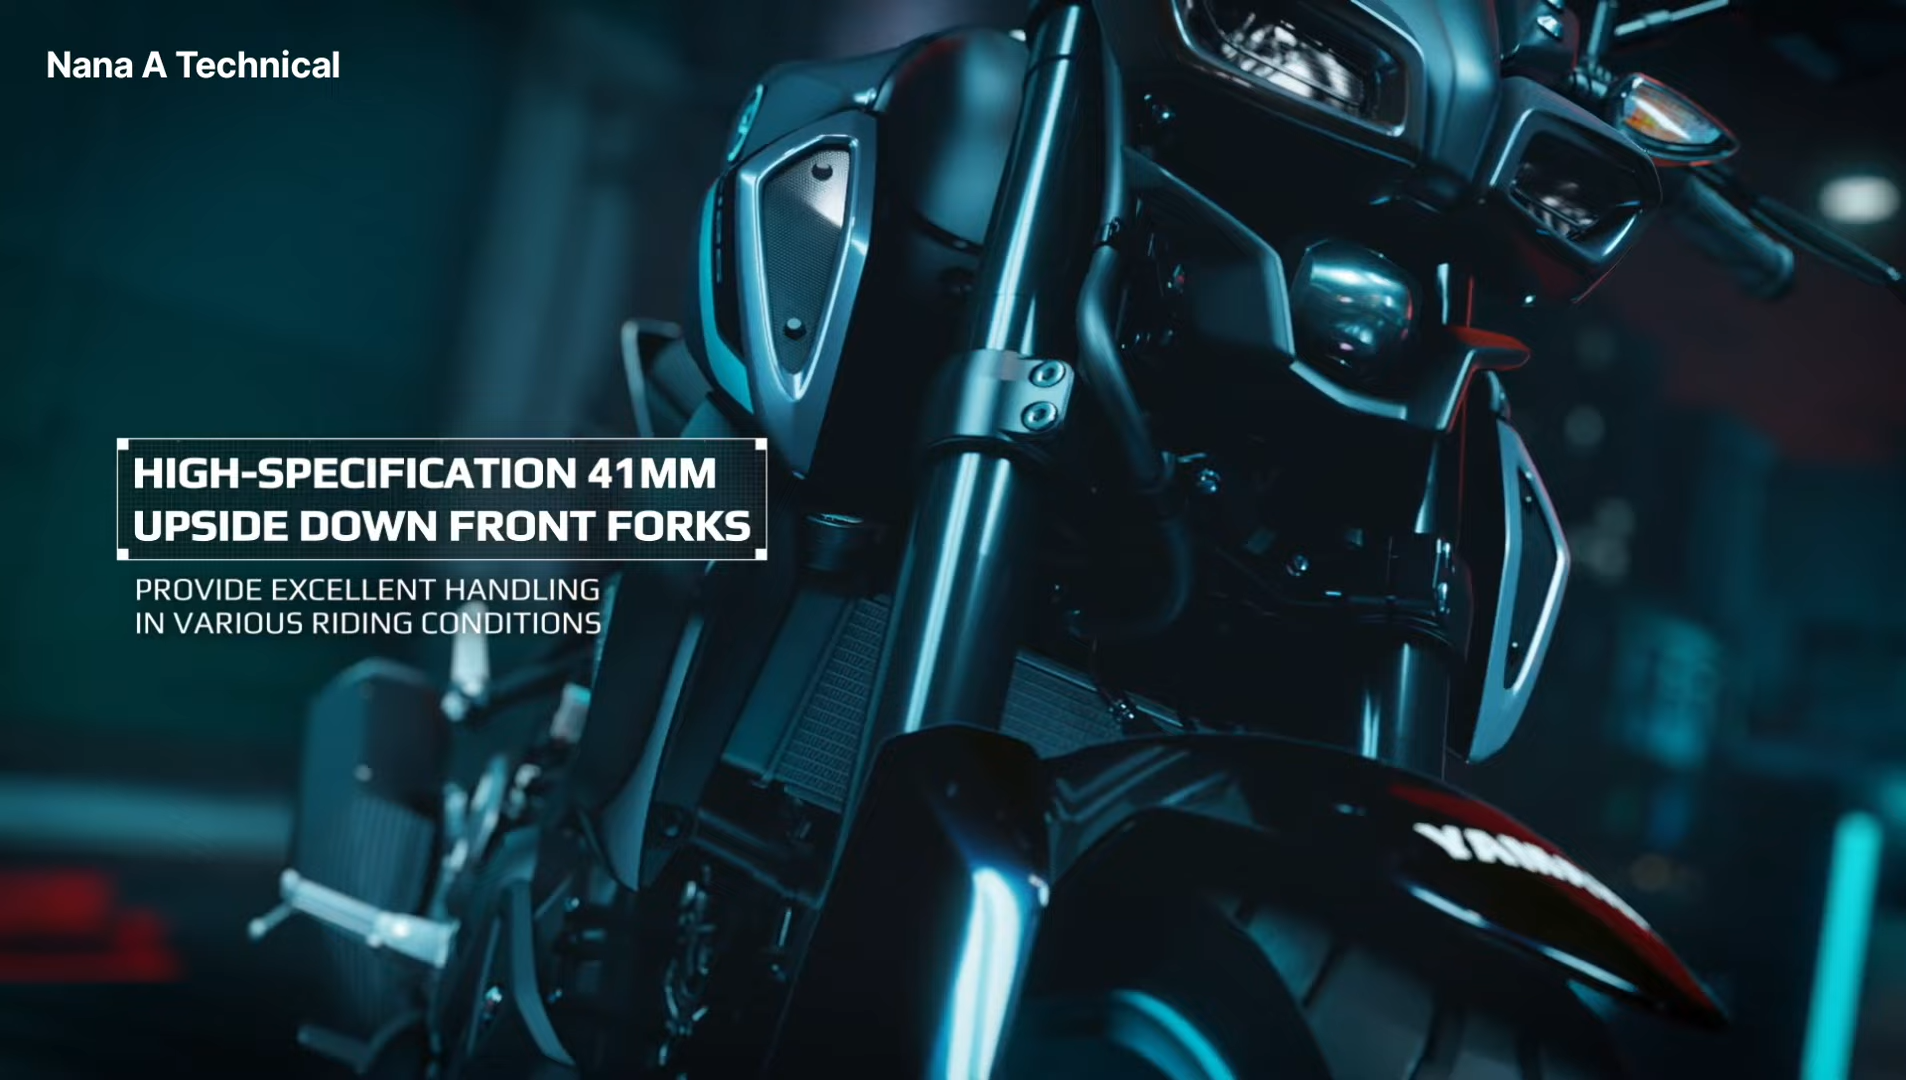 Nana A Technical
HIGH-SPECIFICATION 41MM
UPSIDE DOWN FRONT FORKS
PROVIDE EXCELLENT HANDLING
IN VARIOUS RIDING CONDITIONS